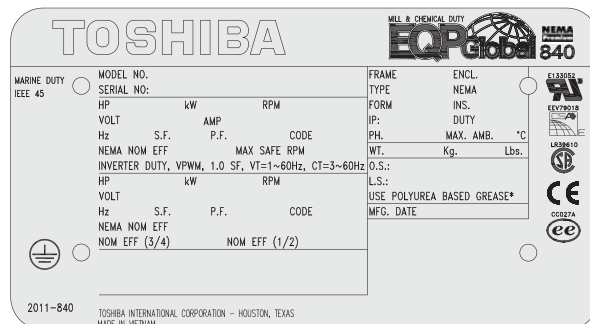 TOSHIBA
MILL & CHEMICAL DUTY
EQP Global
NEMA
840
MARINE DUTY
IEEE 45
MODEL NO.
SERIAL NO:
HP kW RPM
VOLT AMP
Hz S.F. P.F. CODE
NEMA NOM EFF MAX SAFE RPM
INVERTER DUTY, VPWM, 1.0 SF, VT=1~60Hz, CT=3~60Hz
HP kW RPM
VOLT
Hz S.F. P.F. CODE
NEMA NOM EFF
NOM EFF (3/4) NOM EFF (1/2)
FRAME ENCL.
TYPE NEMA
FORM INS.
IP: DUTY
PH. MAX. AMB. °C
WT. Kg. Lbs.
O.S.:
L.S.:
USE POLYUREA BASED GREASE*
MFG. DATE
E133052
EEV79018
LR39610
CE
CC027A
ee
2011-840
TOSHIBA INTERNATIONAL CORPORATION - HOUSTON, TEXAS
MADE IN VIETNAM